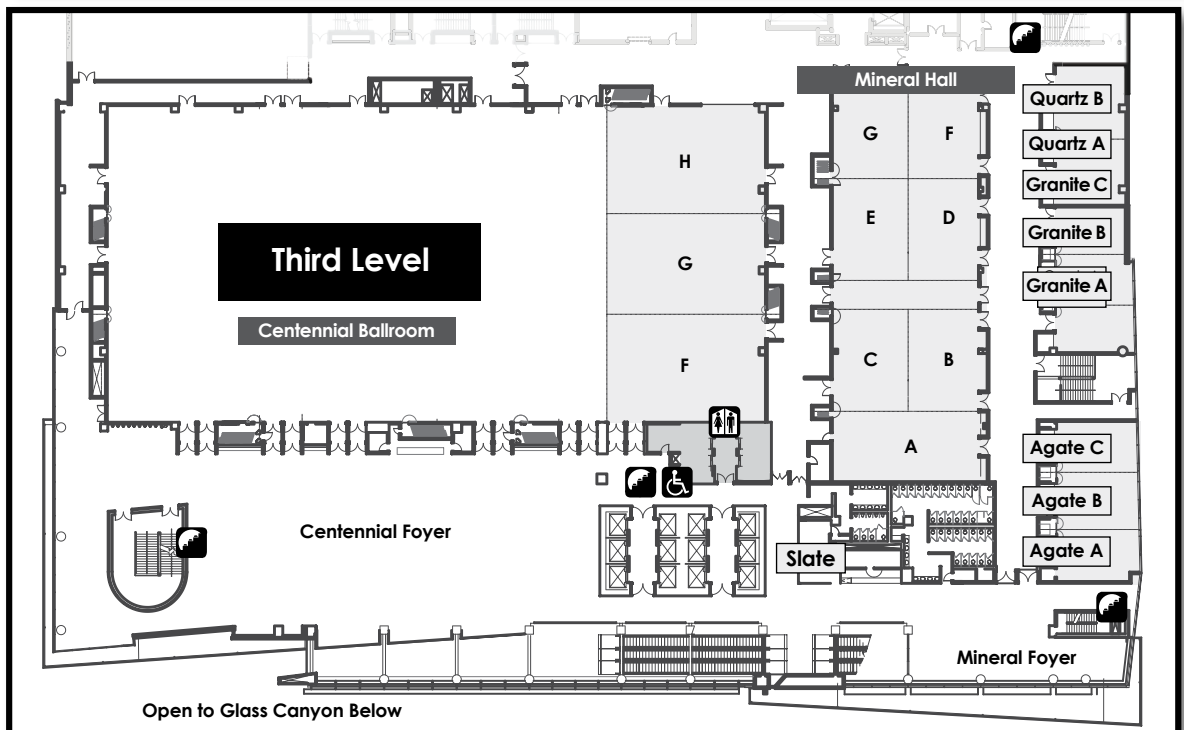 Mineral Hall
Quartz B
G
F
Quartz A
H
Granite C
E
D
Granite B
Third Level
G
Granite A
Centennial Ballroom
C
B
F
A
Agate C
Agate B
Centennial Foyer
Agate A
Slate
Mineral Foyer
Open to Glass Canyon Below